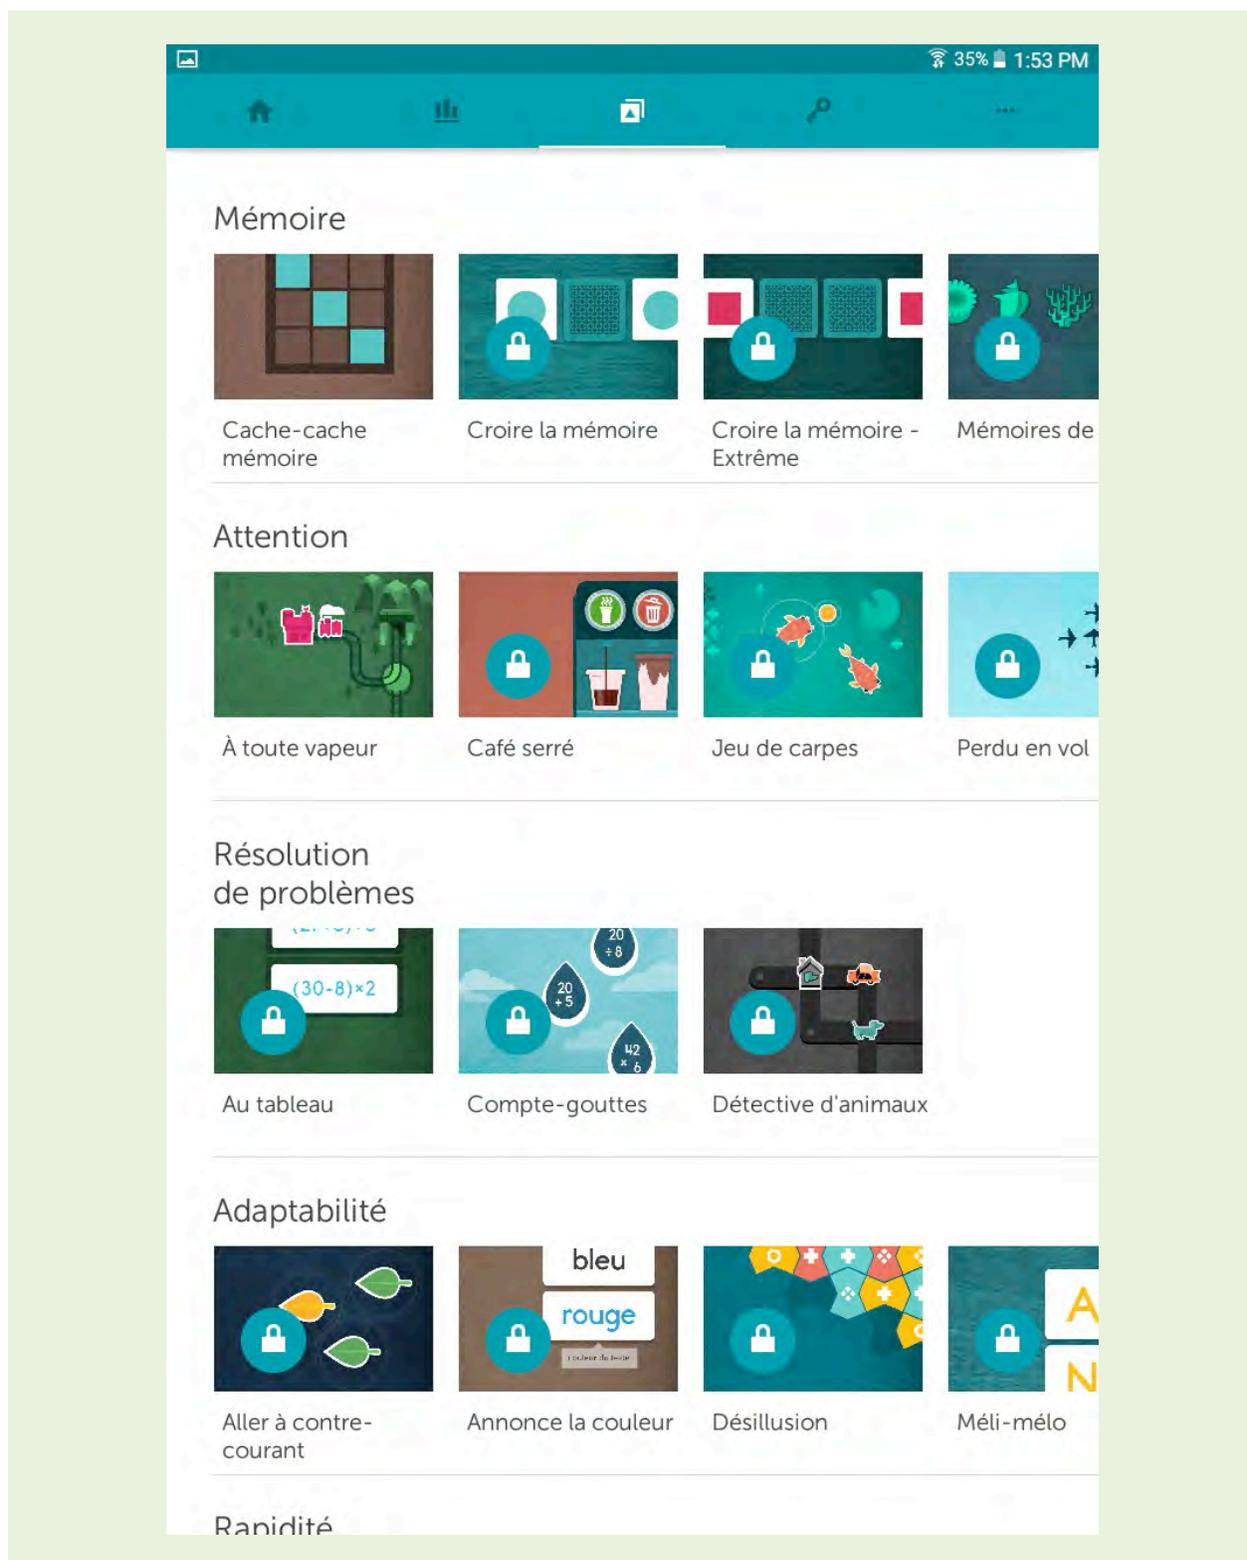 35% 1:53 PM
Mémoire
Cache-cache
mémoire
Croire la mémoire
Croire la mémoire -
Extrême
Mémoires de
Attention
À toute vapeur
Café serré
Jeu de carpes
Perdu en vol
Résolution
de problèmes
(30-8)×2
20
÷8
20
+5
42
× 6
Au tableau
Compte-gouttes
Détective d'animaux
Adaptabilité
bleu
rouge
couleur du texte
A
N
Aller à contre-
courant
Annonce la couleur
Désillusion
Méli-mélo
Rapidité